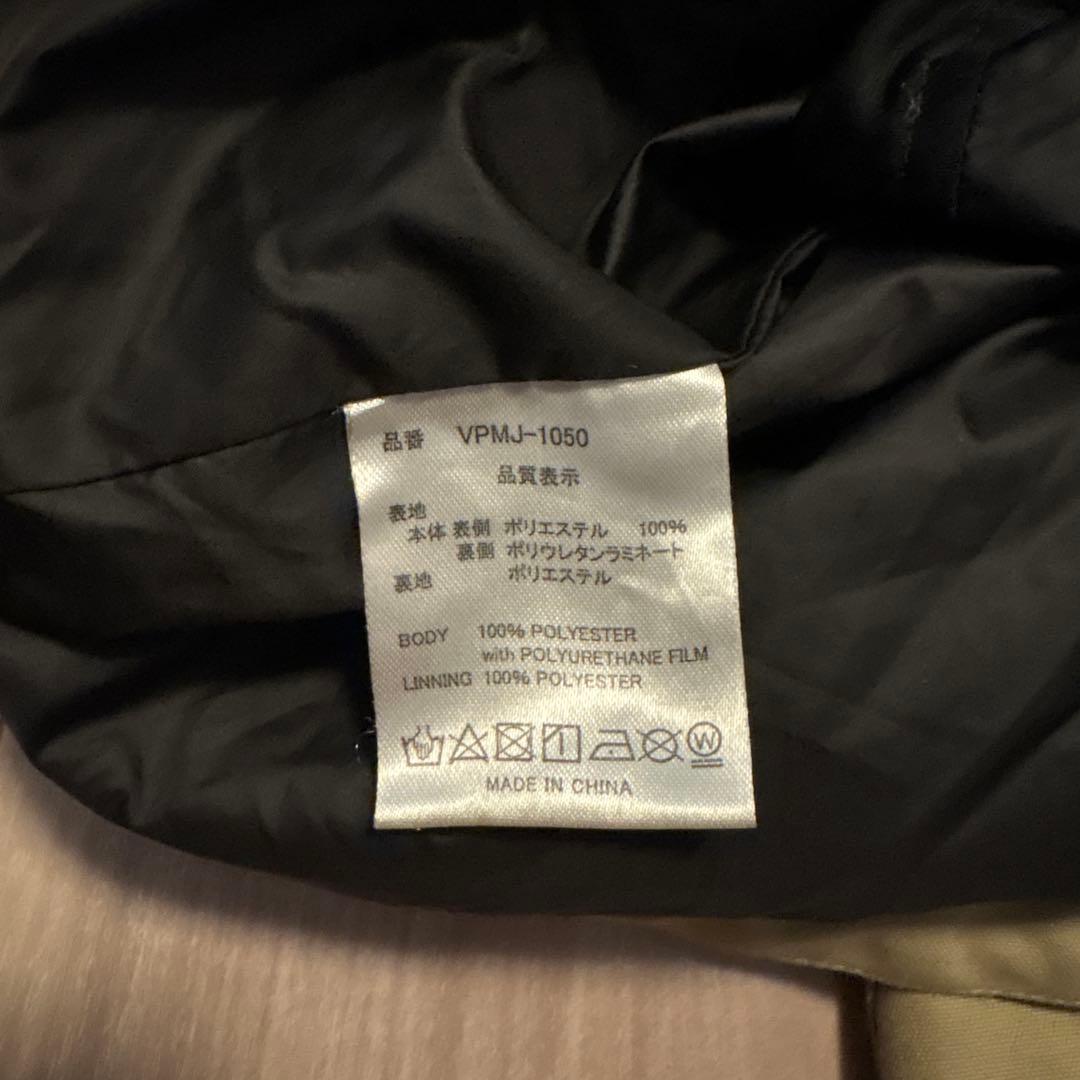 品番 VPMJ-1050
品質表示
表地
本体 表側 ポリエステル 100%
裏側 ポリウレタンラミネート
裏地 ポリエステル
BODY 100% POLYESTER
with POLYURETHANE FILM
LINNING 100% POLYESTER
W
MADE IN CHINA